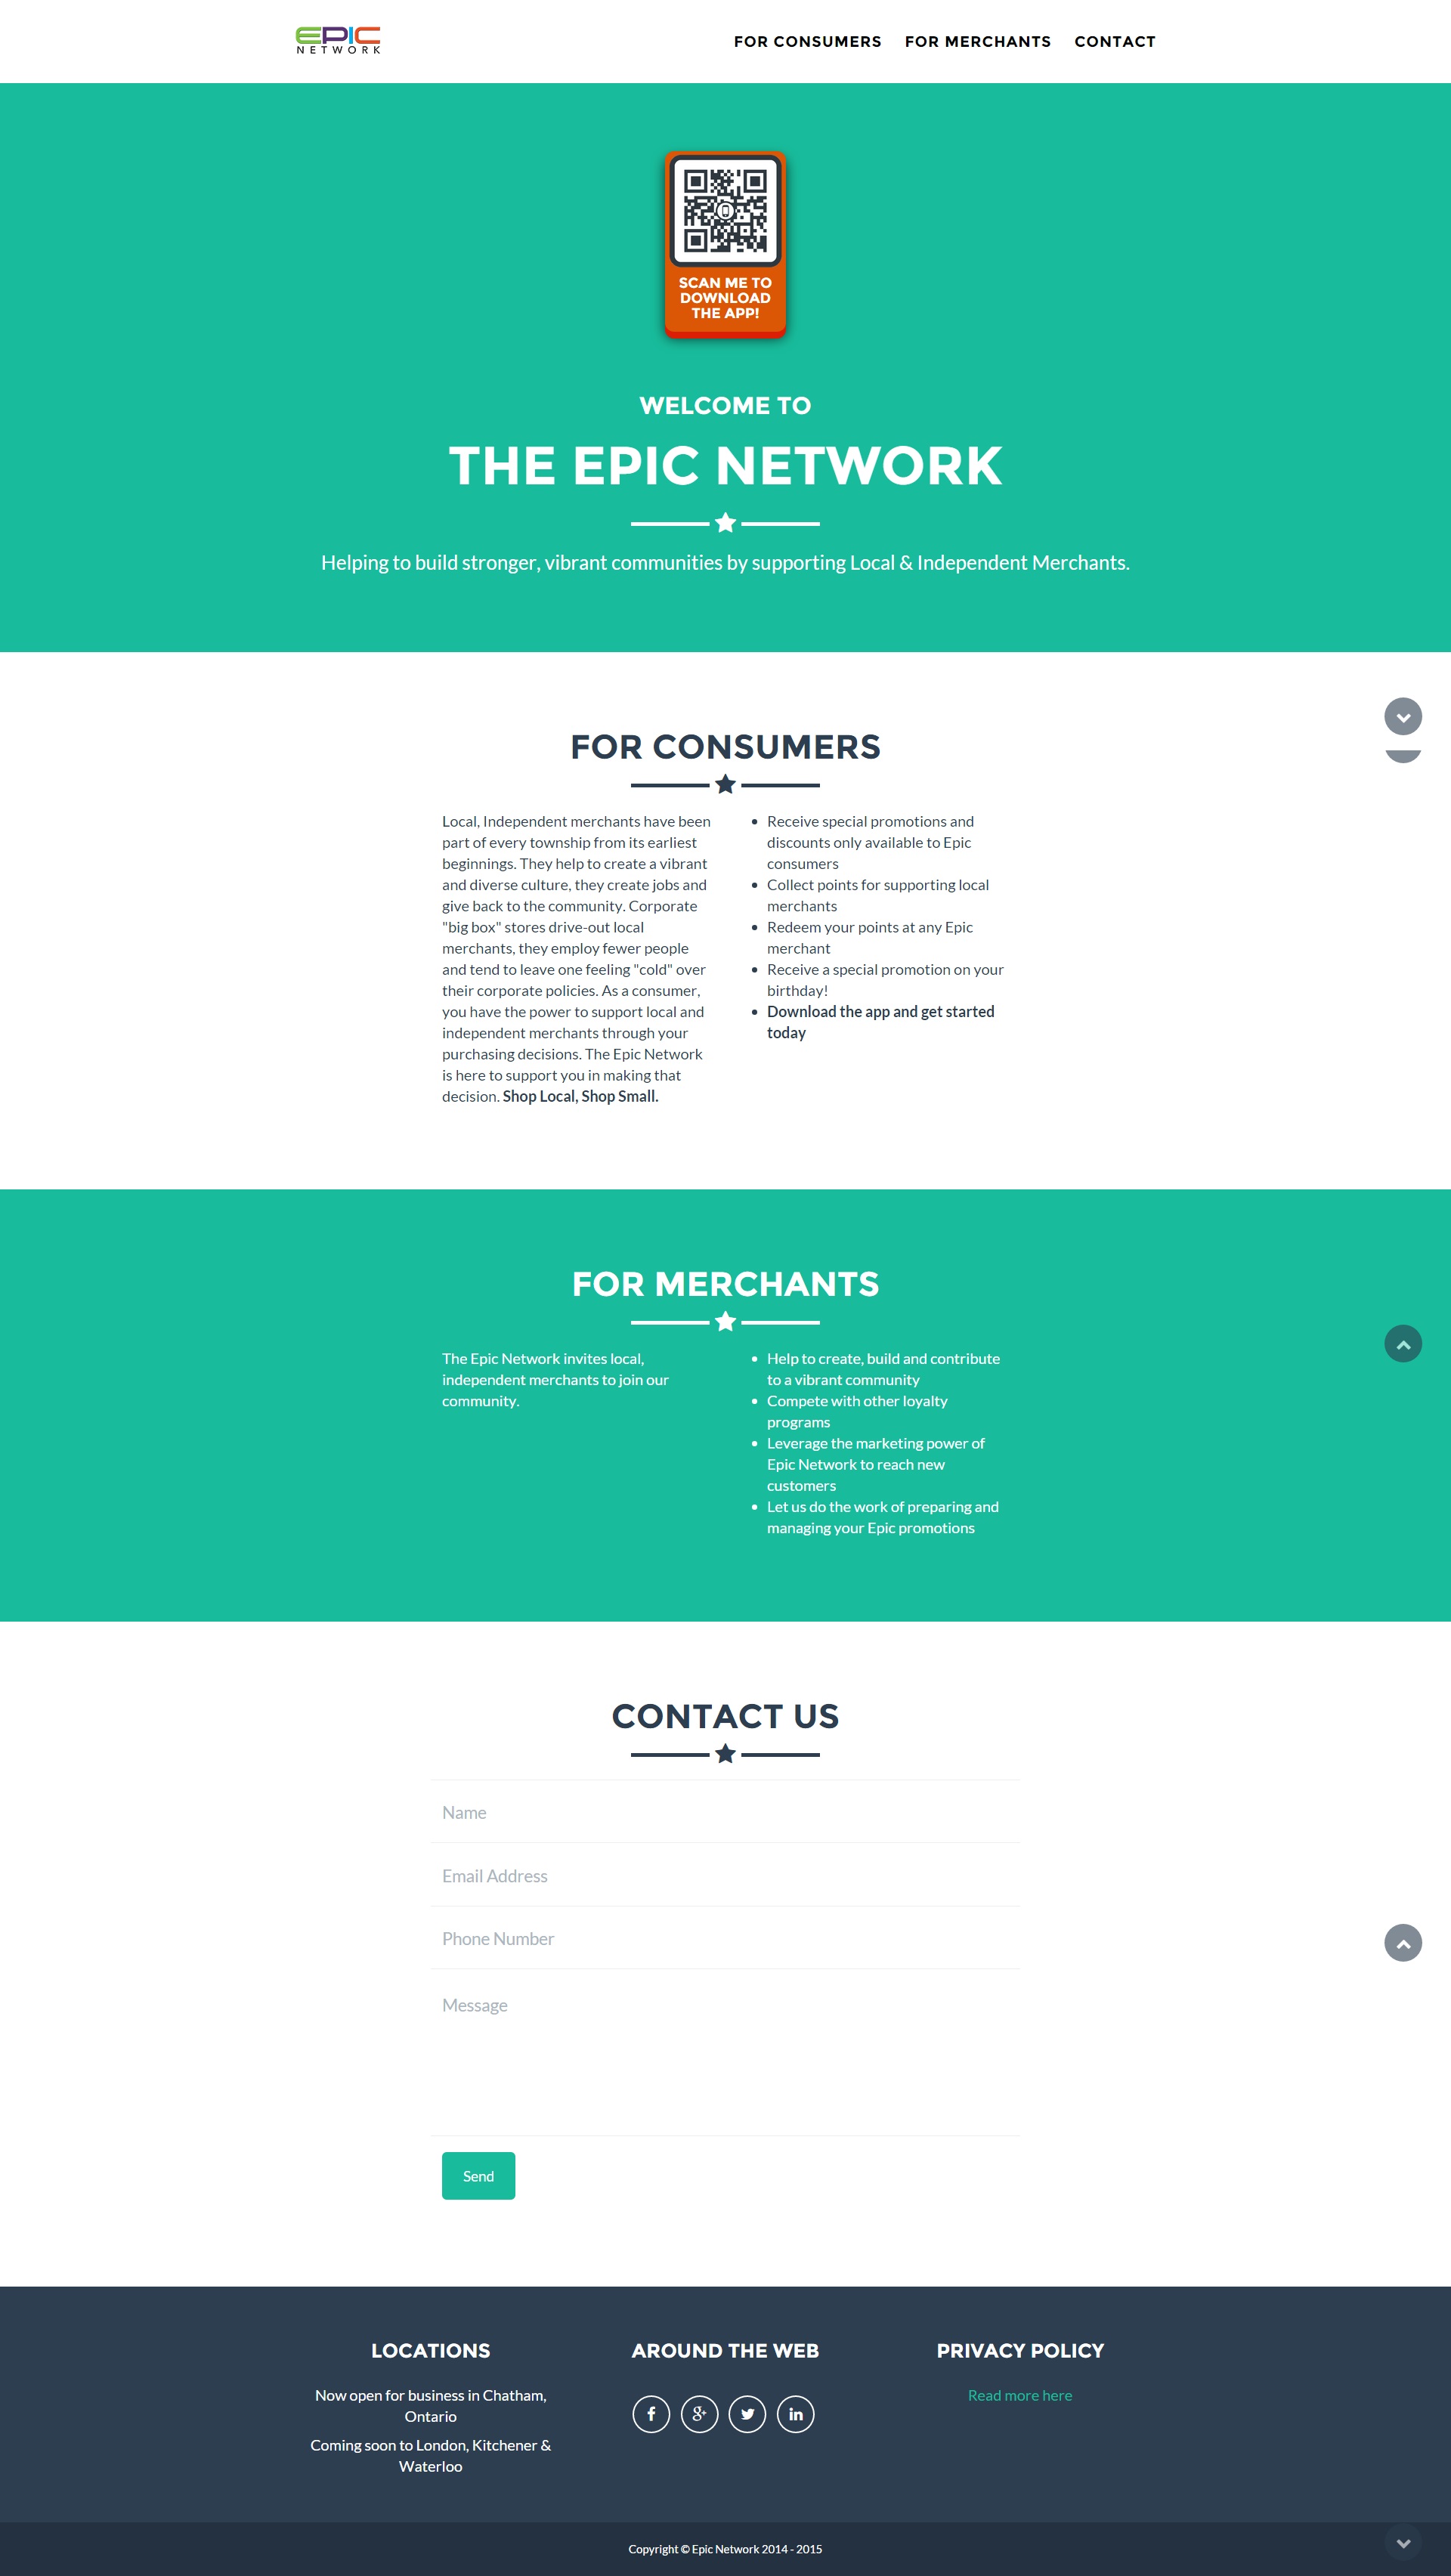 EPIC
NETWORK
FOR CONSUMERS
FOR MERCHANTS
CONTACT
SCAN ME TO
DOWNLOAD
THE APP!
WELCOME TO
THE EPIC NETWORK
Helping to build stronger, vibrant communities by supporting Local & Independent Merchants.
FOR CONSUMERS
Local, Independent merchants have been
part of every township from its earliest
beginnings. They help to create a vibrant
and diverse culture, they create jobs and
give back to the community. Corporate
"big box" stores drive-out local
merchants, they employ fewer people
and tend to leave one feeling "cold" over
their corporate policies. As a consumer,
you have the power to support local and
independent merchants through your
purchasing decisions. The Epic Network
is here to support you in making that
decision. Shop Local, Shop Small.
• Receive special promotions and
discounts only available to Epic
consumers
• Collect points for supporting local
merchants
• Redeem your points at any Epic
merchant
• Receive a special promotion on your
birthday!
• Download the app and get started
today
FOR MERCHANTS
The Epic Network invites local,
independent merchants to join our
community.
• Help to create, build and contribute
to a vibrant community
• Compete with other loyalty
programs
• Leverage the marketing power of
Epic Network to reach new
customers
• Let us do the work of preparing and
managing your Epic promotions
CONTACT US
Name
Email Address
Phone Number
Message
Send
LOCATIONS
Now open for business in Chatham,
Ontario
Coming soon to London, Kitchener &
Waterloo
AROUND THE WEB
PRIVACY POLICY
Read more here
Copyright © Epic Network 2014 - 2015